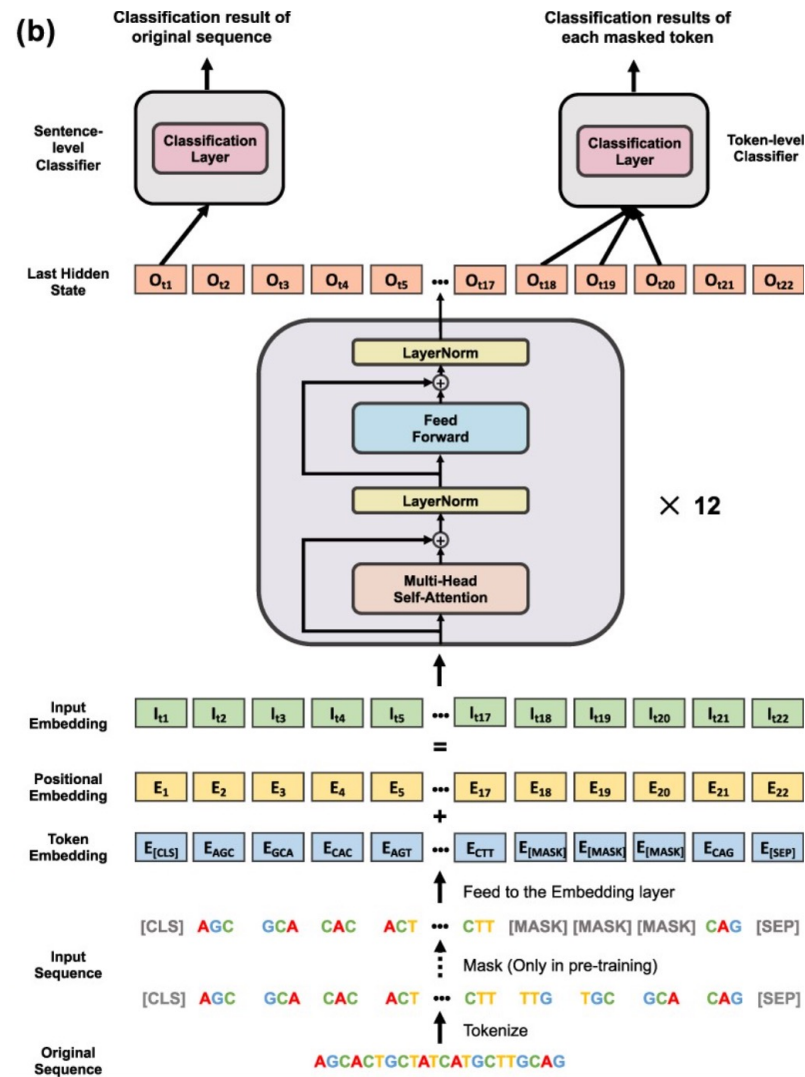 (b)
Classification result of
original sequence
Classification results of
each masked token
Sentence-
level
Classifier
Classification
Layer
Classification
Layer
Token-level
Classifier
Last Hidden
State
Ot1 Ot2 Ot3 Ot4 Ot5 ••• Ot17 Ot18 Ot19 Ot20 Ot21 Ot22
LayerNorm
+
Feed
Forward
LayerNorm
+
Multi-Head
Self-Attention
× 12
Input
Embedding
It1 It2 It3 It4 It5 ••• It17 It18 It19 It20 It21 It22
=
Positional
Embedding
E1 E2 E3 E4 E5 ••• E17 E18 E19 E20 E21 E22
+
Token
Embedding
E[CLS] EAGC EGCA ECAC EAGT ••• ECTT E[MASK] E[MASK] E[MASK] ECAG E[SEP]
Feed to the Embedding layer
[CLS] AGC GCA CAC ACT ••• CTT [MASK] [MASK] [MASK] CAG [SEP]
Input
Sequence
Mask (Only in pre-training)
[CLS] AGC GCA CAC ACT ••• CTT TTG TGC GCA CAG [SEP]
Tokenize
Original
Sequence
AGCACTGCTATCATGCTTGCAG